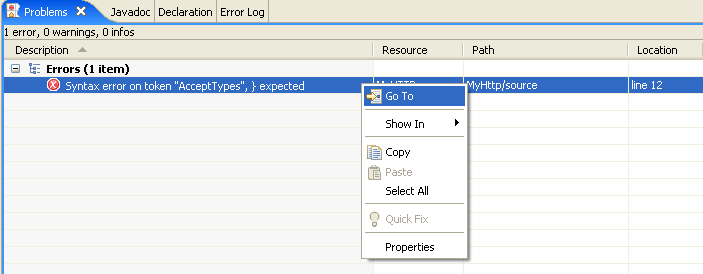 Problems Javadoc Declaration Error Log
1 error, 0 warnings, 0 infos
Description Resource Path Location
Errors (1 item)
Syntax error on token "AcceptTypes", } expected MyHttp/source line 12
Go To
Show In
Copy
Paste
Select All
Quick Fix
Properties